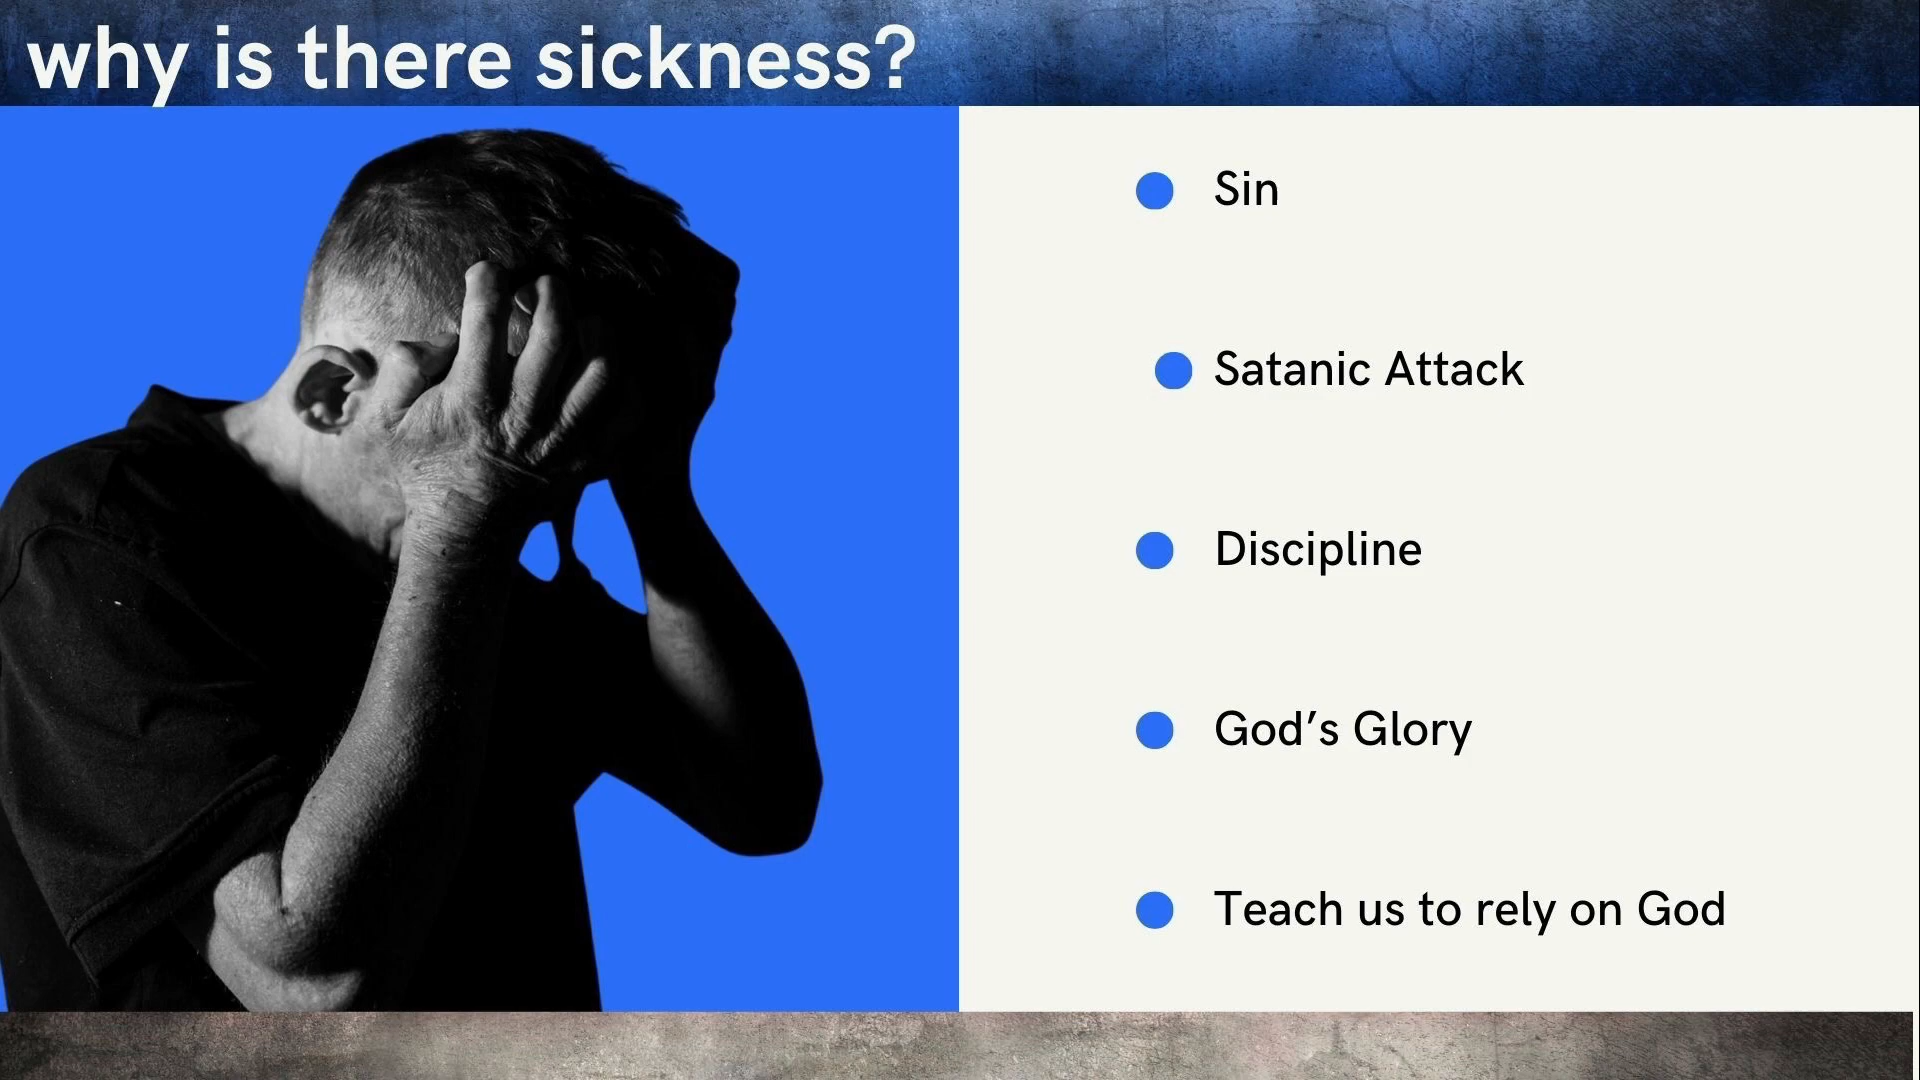 why is there sickness?
Sin
Satanic Attack
Discipline
God’s Glory
Teach us to rely on God